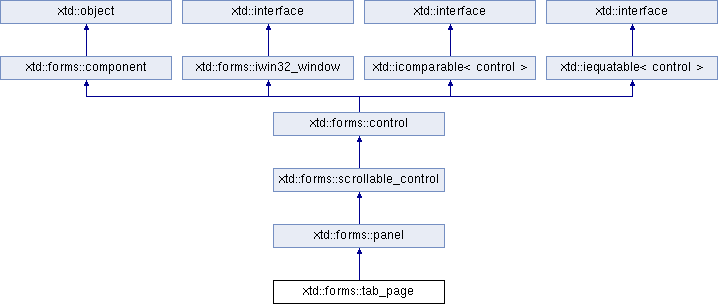 xtd::object
xtd::interface
xtd::interface
xtd::interface
xtd::forms::component
xtd::forms::iwin32_window
xtd::icomparable< control >
xtd::iequatable< control >
xtd::forms::control
xtd::forms::scrollable_control
xtd::forms::panel
xtd::forms::tab_page